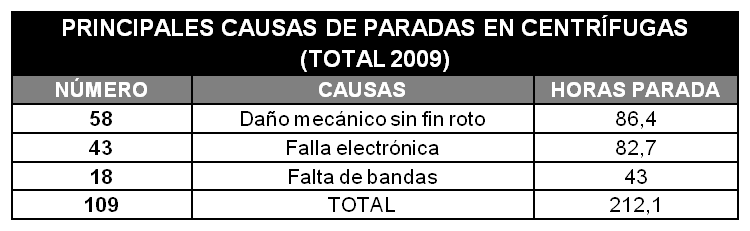 PRINCIPALES CAUSAS DE PARADAS EN CENTRÍFUGAS
(TOTAL 2009)
NÚMERO CAUSAS HORAS PARADA
58 Daño mecánico sin fin roto 86,4
43 Falla electrónica 82,7
18 Falta de bandas 43
109 TOTAL 212,1